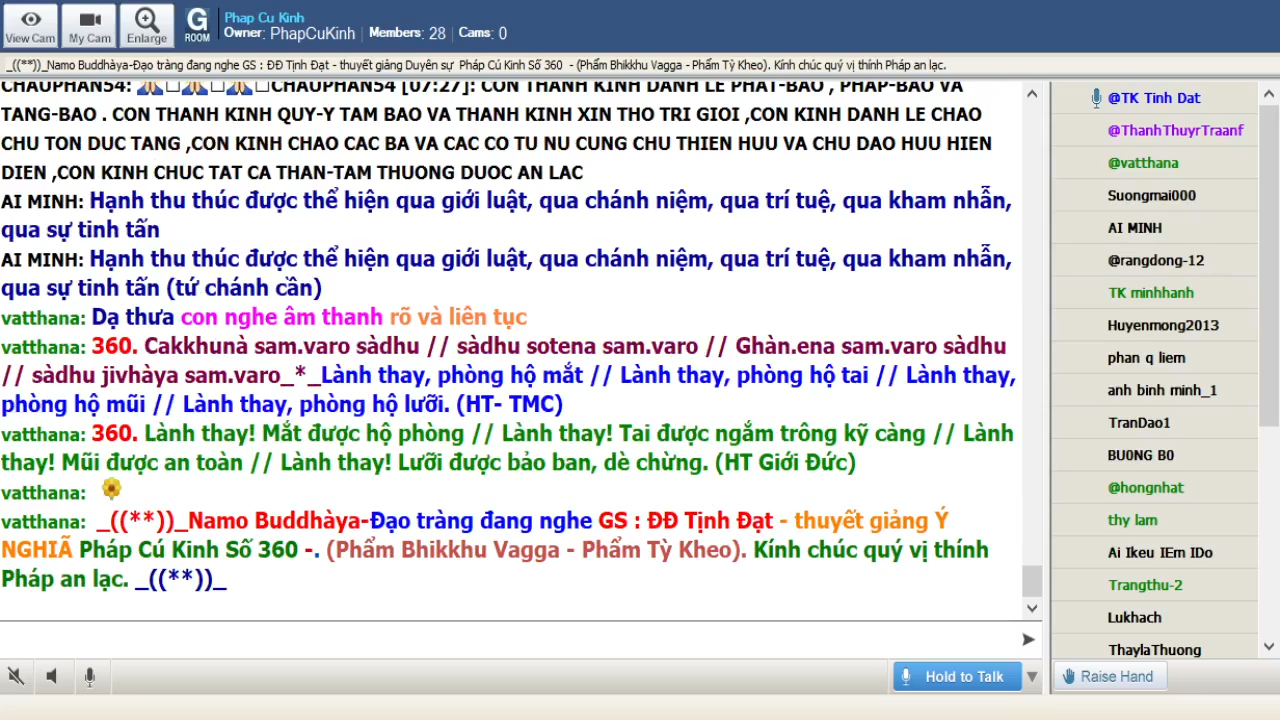 View Cam
My Cam
Enlarge
G
ROOM
Phap Cu Kinh
Owner: PhapCuKinh | Members: 28 | Cams: 0
_((**))_Namo Buddhàya-Đạo tràng đang nghe GS : ĐĐ Tịnh Đạt - thuyết giảng Duyên sự Pháp Cú Kinh Số 360 - (Phẩm Bhikkhu Vagga - Phẩm Tỳ Kheo). Kính chúc quý vị thính Pháp an lạc.
CHAUPHAN54: CHAUPHAN54 [07:27]: CON THANH KINH DANH LE PHAT-BAO , PHAP-BAO VA
TANG-BAO . CON THANH KINH QUY-Y TAM BAO VA THANH KINH XIN THO TRI GIOI ,CON KINH DANH LE CHAO
CHU TON DUC TANG ,CON KINH CHAO CAC BA VA CAC CO TU NU CUNG CHU THIEN HUU VA CHU DAO HUU HIEN
DIEN ,CON KINH CHUC TAT CA THAN-TAM THUONG DUOC AN LAC
AI MINH: Hạnh thu thúc được thể hiện qua giới luật, qua chánh niệm, qua trí tuệ, qua kham nhẫn,
qua sự tinh tấn
AI MINH: Hạnh thu thúc được thể hiện qua giới luật, qua chánh niệm, qua trí tuệ, qua kham nhẫn,
qua sự tinh tấn (tứ chánh cần)
vatthana: Dạ thưa con nghe âm thanh rõ và liên tục
vatthana: 360. Cakkhunà sam.varo sàdhu // sàdhu sotena sam.varo // Ghàn.ena sam.varo sàdhu
// sàdhu jivhàya sam.varo_*_Lành thay, phòng hộ mắt // Lành thay, phòng hộ tai // Lành thay,
phòng hộ mũi // Lành thay, phòng hộ lưỡi. (HT- TMC)
vatthana: 360. Lành thay! Mắt được hộ phòng // Lành thay! Tai được ngắm trông kỹ càng // Lành
thay! Mũi được an toàn // Lành thay! Lưỡi được bảo ban, dè chừng. (HT Giới Đức)
vatthana:
vatthana: _((**))_Namo Buddhàya-Đạo tràng đang nghe GS : ĐĐ Tịnh Đạt - thuyết giảng Ý
NGHIÃ Pháp Cú Kinh Số 360 -. (Phẩm Bhikkhu Vagga - Phẩm Tỳ Kheo). Kính chúc quý vị thính
Pháp an lạc. _((**))_
@TK Tinh Dat
@ThanhThuyrTraanf
@vatthana
Suongmai000
AI MINH
@rangdong-12
TK minhhanh
Huyenmong2013
phan q liem
anh binh minh_1
TranDao1
BU0NG B0
@hongnhat
thy lam
Ai Ikeu IEm IDo
Trangthu-2
Lukhach
ThaylaThuong
Hold to Talk
Raise Hand